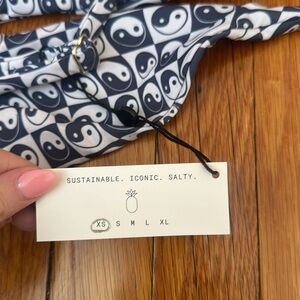 SUSTAINABLE. ICONIC. SALTY.
XS S M L XL